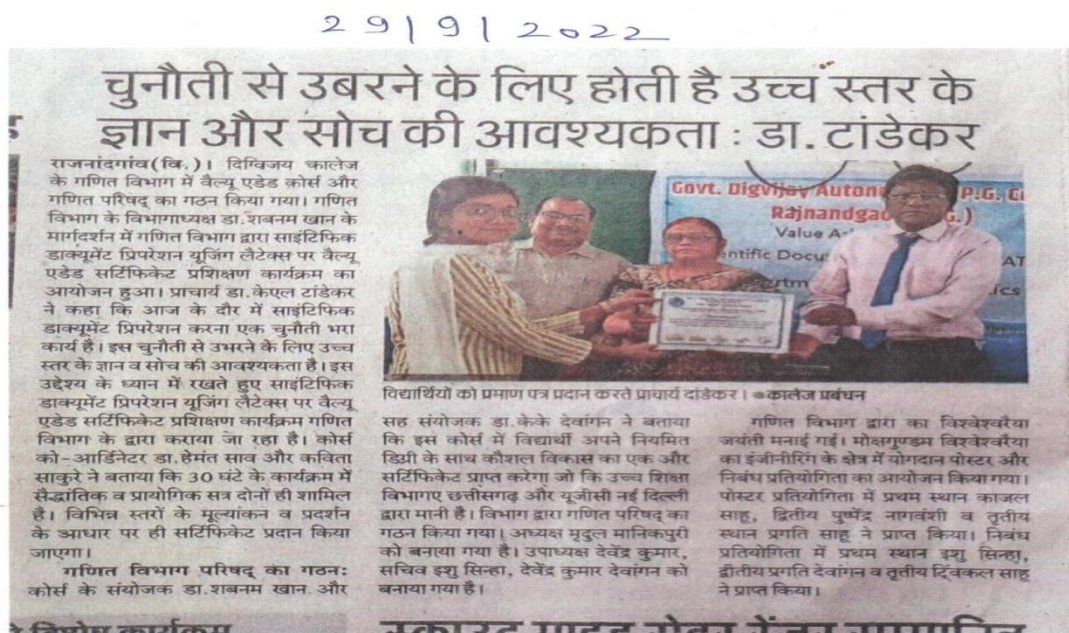 29/9/2022
चुनौती से उबरने के लिए होती है उच्च स्तर के
ज्ञान और सोच की आवश्यकता : डा. टांडेकर
राजनांदगांव(वि.)। दिग्विजय कालेज
के गणित विभाग में वैल्यू एडेड क्रोर्स और
गणित परिषद् का गठन किया गया। गणित
विभाग के विभागाध्यक्ष डा. शबनम खान के
मार्गदर्शन में गणित विभाग द्वारा साइंटिफिक
डाक्यूमेंट प्रिपरेशन यूजिंग लैटेक्स पर वैल्यू
एडेड सर्टिफिकेट प्रशिक्षण कार्यक्रम का
आयोजन हुआ। प्राचार्य डा.केएल टांडेकर
ने कहा कि आज के दौर में साइंटिफिक
डाक्यूमेंट प्रिपरेशन करना एक चुनौती भरा
कार्य है। इस चुनौती से उभरने के लिए उच्च
स्तर के ज्ञान व सोच की आवश्यकता है। इस
उद्देश्य के ध्यान में रखते हुए साइंटिफिक
डाक्यूमेंट प्रिपरेशन यूजिंग लैटेक्स पर वैल्यू
एडेड सर्टिफिकेट प्रशिक्षण कार्यक्रम गणित
विभाग के द्वारा कराया जा रहा है। कोर्स
को-आर्डिनेटर डा.हेमंत साव और कविता
साकुरे ने बताया कि 30 घंटे के कार्यक्रम में
सैद्धांतिक व प्रायोगिक सत्र दोनों ही शामिल
है। विभिन्न स्तरों के मूल्यांकन व प्रदर्शन
के आधार पर ही सर्टिफिकेट प्रदान किया
जाएगा।
गणित विभाग परिषद् का गठन:
कोर्स के संयोजक डा.शबनम खान और
Govt. Digvijay P.G.
Rajnandgao
Value
विद्यार्थियों को प्रमाण पत्र प्रदान करते प्राचार्य दांडेकर। ●कालेज प्रबंधन
सह संयोजक डा.केके देवांगन ने बताया
कि इस कोर्स में विद्यार्थी अपने नियमित
डिग्री के साथ कौशल विकास का एक और
सर्टिफिकेट प्राप्त करेगा जो कि उच्च शिक्षा
विभागए छत्तीसगढ़ और यूजीसी नई दिल्ली
द्वारा मानी है। विभाग द्वारा गणित परिषद् का
गठन किया गया। अध्यक्ष मृदुल मानिकपुरी
को बनाया गया है। उपाध्यक्ष देवेंद्र कुमार,
सचिव इशु सिन्हा, देवेंद्र कुमार देवांगन को
बनाया गया है।
गणित विभाग द्वारा का विश्वेश्वरैया
जयंती मनाई गई। मोक्षगुण्डम विश्वेश्वरैया
का इंजीनीरिंग के क्षेत्र में योगदान पोस्टर और
निबंध प्रतियोगिता का आयोजन किया गया।
पोस्टर प्रतियोगिता में प्रथम स्थान काजल
साहू, द्वितीय पुष्पेंद्र नागवंशी व तृतीय
स्थान प्रगति साहू ने प्राप्त किया। निबंध
प्रतियोगिता में प्रथम स्थान इशु सिन्हा,
द्वीतीय प्रगति देवांगन व तृतीय ट्विंकल साहू
ने प्राप्त किया।